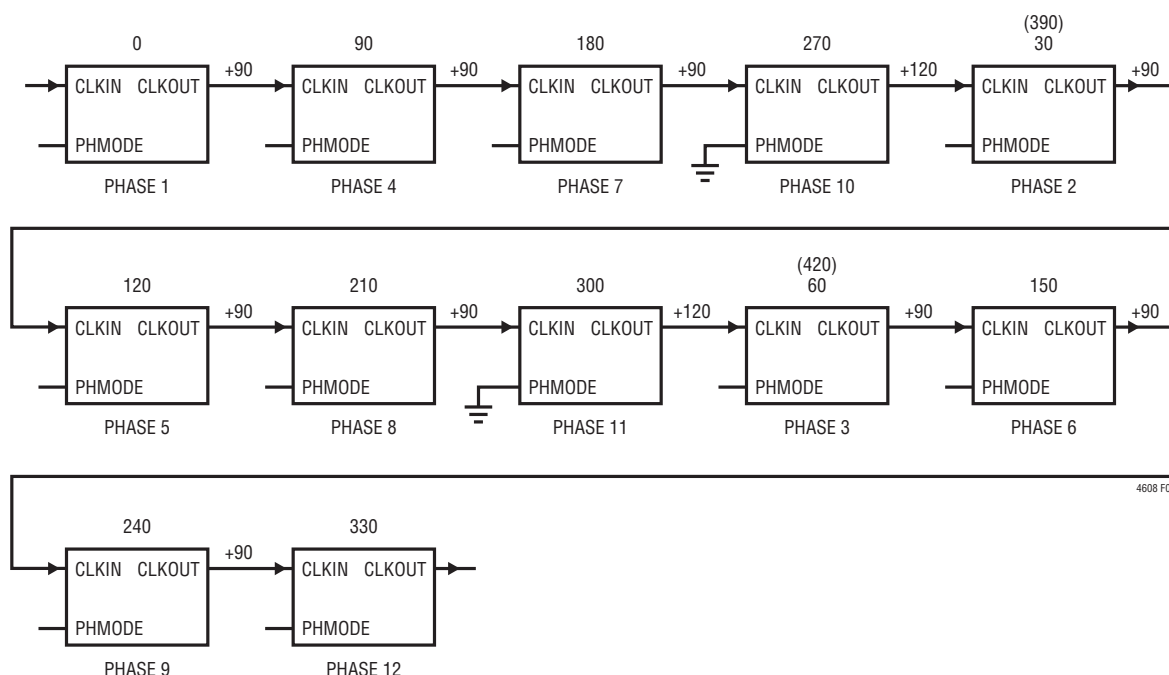 0 90 180 270 (390)
30
+90 +90 +90 +120 +90
CLKIN CLKOUT CLKIN CLKOUT CLKIN CLKOUT CLKIN CLKOUT CLKIN CLKOUT
PHMODE PHMODE PHMODE PHMODE PHMODE
PHASE 1 PHASE 4 PHASE 7 PHASE 10 PHASE 2
120 210 300 (420)
60 150
+90 +90 +120 +90 +90
CLKIN CLKOUT CLKIN CLKOUT CLKIN CLKOUT CLKIN CLKOUT CLKIN CLKOUT
PHMODE PHMODE PHMODE PHMODE PHMODE
PHASE 5 PHASE 8 PHASE 11 PHASE 3 PHASE 6
4608
240 330
+90
CLKIN CLKOUT CLKIN CLKOUT
PHMODE PHMODE
PHASE 9 PHASE 12